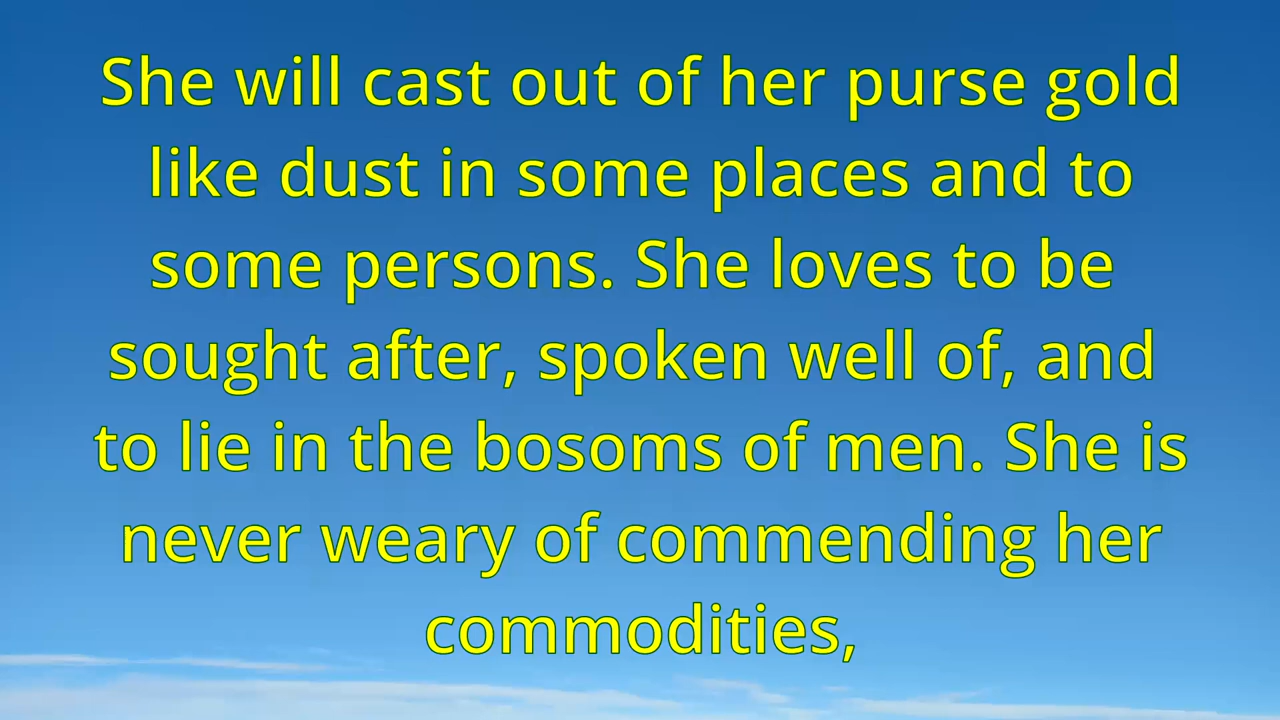 She will cast out of her purse gold
like dust in some places and to
some persons. She loves to be
sought after, spoken well of, and
to lie in the bosoms of men. She is
never weary of commending her
commodities,